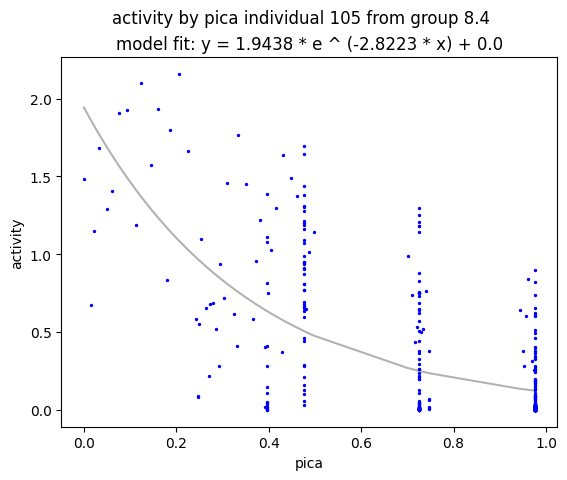 activity by pica individual 105 from group 8.4
model fit: y = 1.9438 * e ^ (-2.8223 * x) + 0.0
2.0
1.5
1.0
0.5
0.0
activity
0.0 0.2 0.4 0.6 0.8 1.0
pica